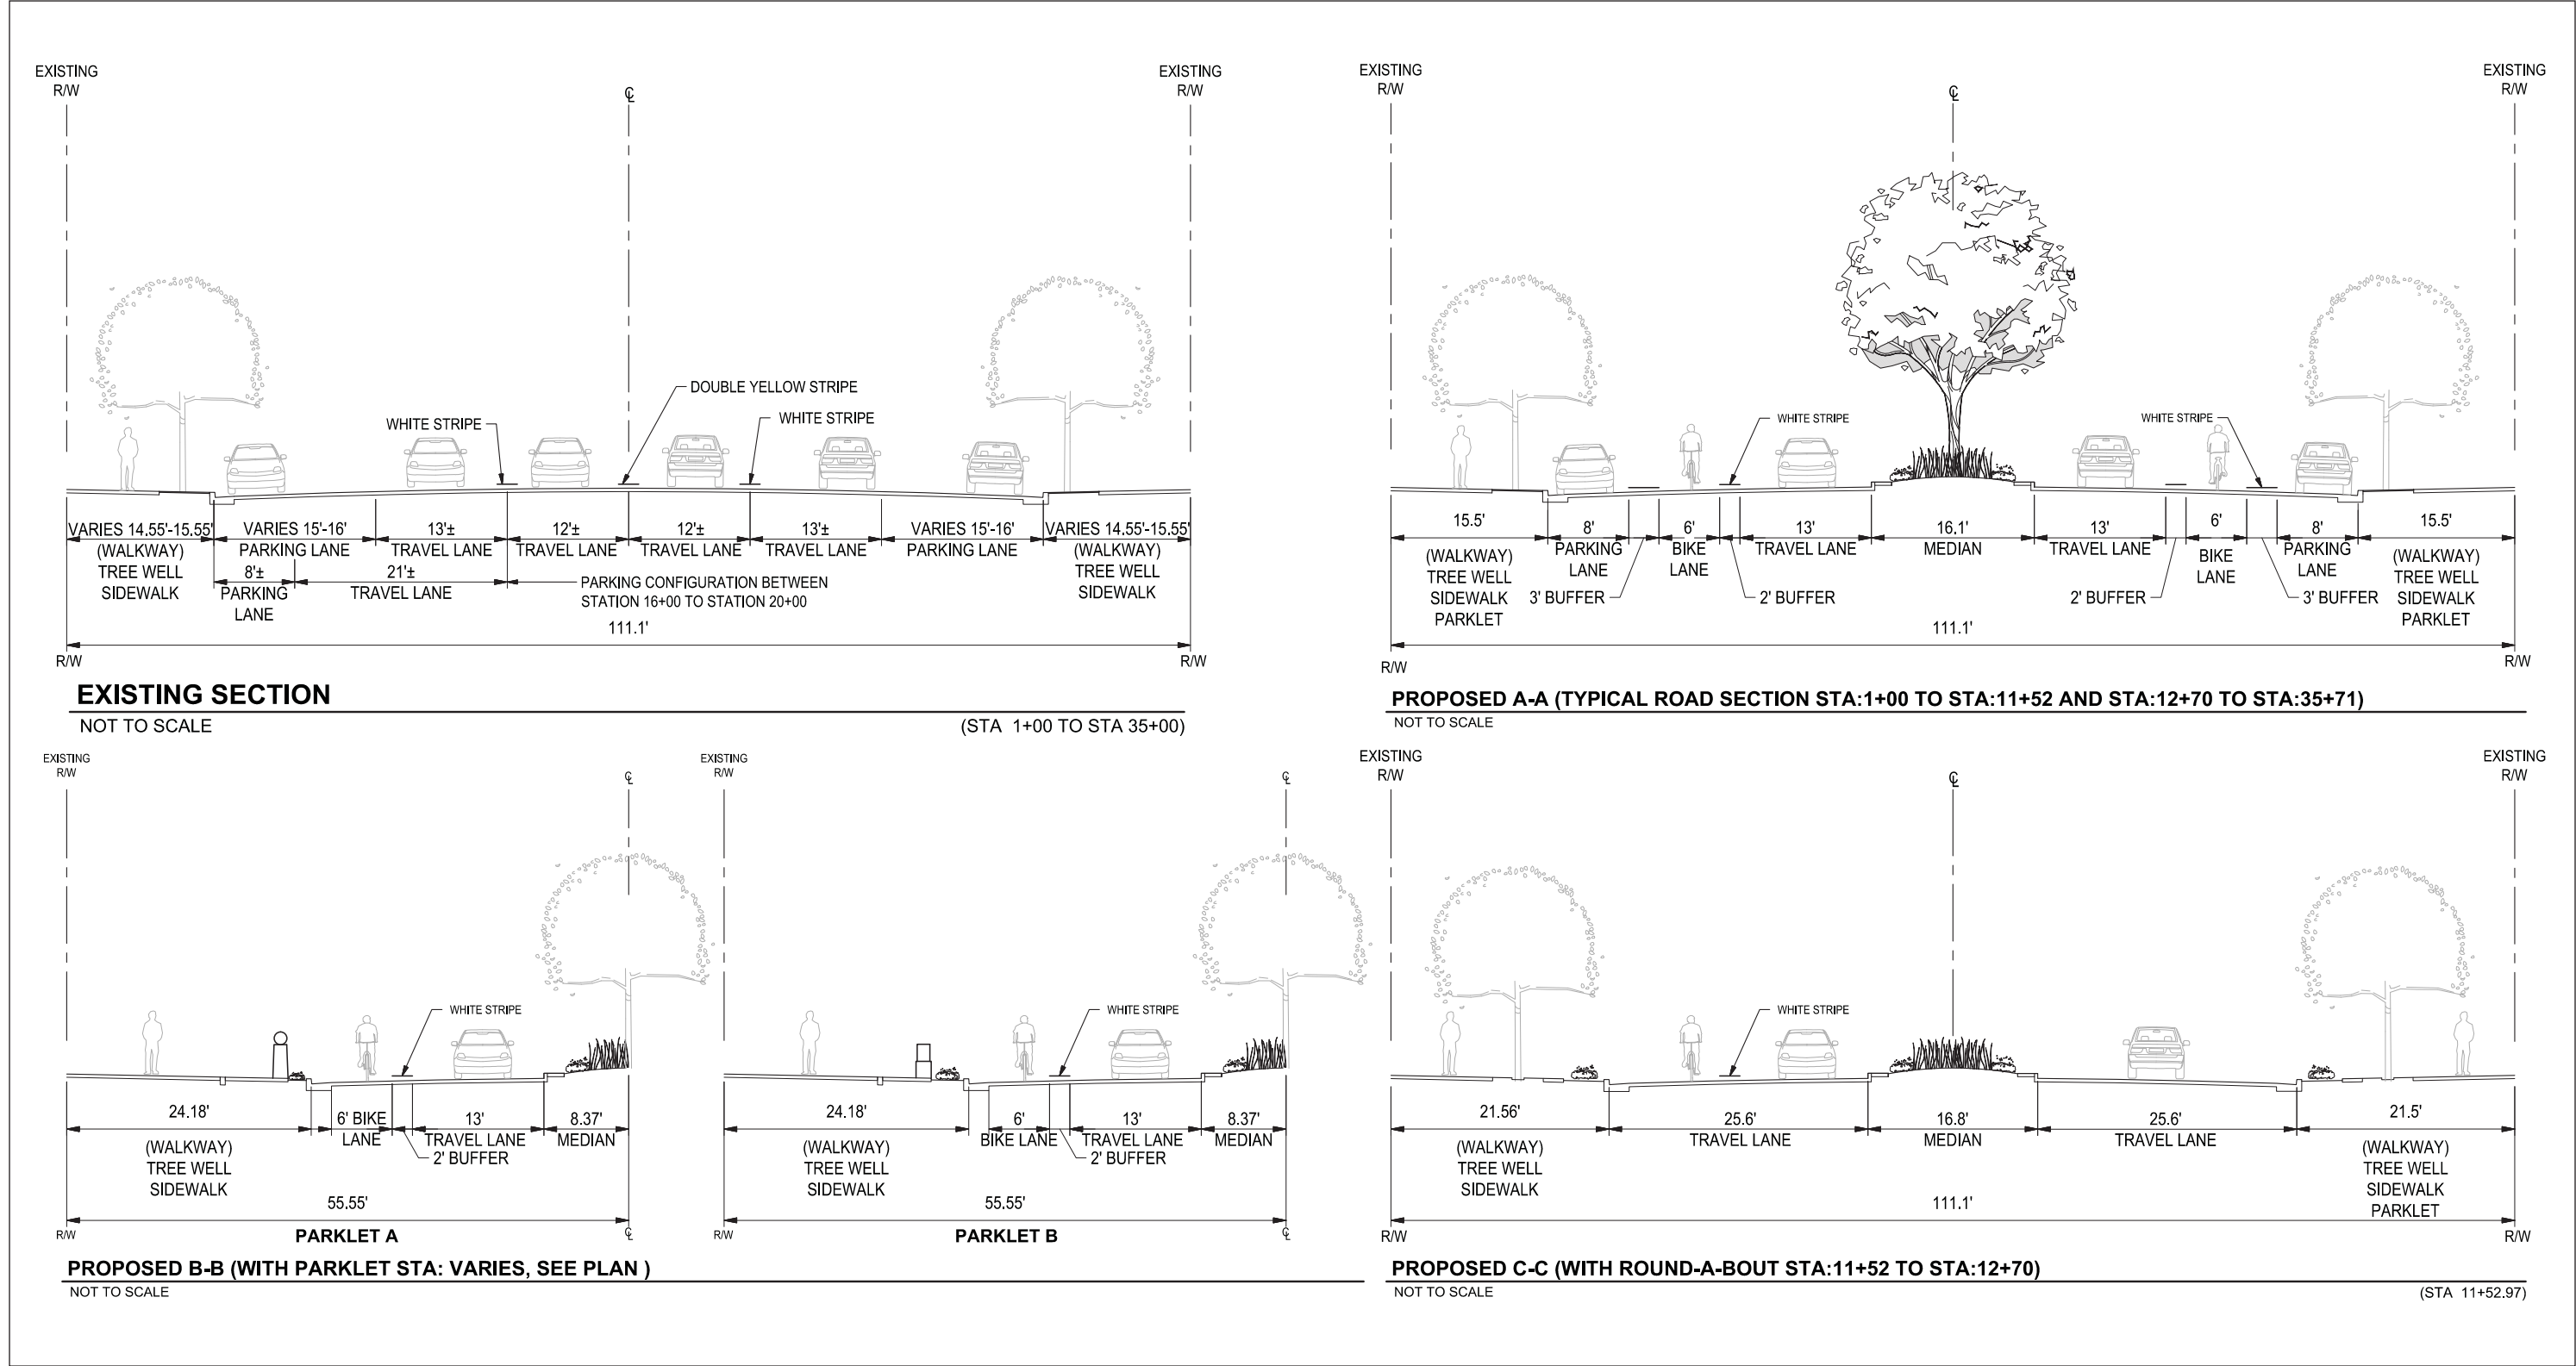 EXISTING
R/W
℄
EXISTING
R/W
DOUBLE YELLOW STRIPE
WHITE STRIPE
WHITE STRIPE
VARIES 14.55'-15.55'
(WALKWAY)
TREE WELL
SIDEWALK
VARIES 15'-16'
PARKING LANE
13'±
TRAVEL LANE
12'±
TRAVEL LANE
12'±
TRAVEL LANE
13'±
TRAVEL LANE
VARIES 15'-16'
PARKING LANE
VARIES 14.55'-15.55'
(WALKWAY)
TREE WELL
SIDEWALK
8'±
PARKING
LANE
21'±
TRAVEL LANE
PARKING CONFIGURATION BETWEEN
STATION 16+00 TO STATION 20+00
111.1'
R/W
R/W
EXISTING SECTION
NOT TO SCALE
(STA 1+00 TO STA 35+00)
EXISTING
R/W
℄
EXISTING
R/W
WHITE STRIPE
WHITE STRIPE
15.5'
(WALKWAY)
TREE WELL
SIDEWALK
PARKLET
8'
PARKING
LANE
3' BUFFER
6'
BIKE
LANE
2' BUFFER
13'
TRAVEL LANE
16.1'
MEDIAN
13'
TRAVEL LANE
2' BUFFER
6'
BIKE
LANE
3' BUFFER
8'
PARKING
LANE
15.5'
(WALKWAY)
TREE WELL
SIDEWALK
PARKLET
111.1'
R/W
R/W
PROPOSED A-A (TYPICAL ROAD SECTION STA:1+00 TO STA:11+52 AND STA:12+70 TO STA:35+71)
NOT TO SCALE
EXISTING
R/W
℄
WHITE STRIPE
24.18'
(WALKWAY)
TREE WELL
SIDEWALK
6' BIKE
LANE
13'
TRAVEL LANE
2' BUFFER
8.37'
MEDIAN
55.55'
R/W
PARKLET A
℄
EXISTING
R/W
℄
WHITE STRIPE
24.18'
(WALKWAY)
TREE WELL
SIDEWALK
6'
BIKE LANE
13'
TRAVEL LANE
2' BUFFER
8.37'
MEDIAN
55.55'
R/W
PARKLET B
℄
PROPOSED B-B (WITH PARKLET STA: VARIES, SEE PLAN )
NOT TO SCALE
EXISTING
R/W
℄
EXISTING
R/W
WHITE STRIPE
21.56'
(WALKWAY)
TREE WELL
SIDEWALK
25.6'
TRAVEL LANE
16.8'
MEDIAN
25.6'
TRAVEL LANE
21.5'
(WALKWAY)
TREE WELL
SIDEWALK
PARKLET
111.1'
R/W
R/W
PROPOSED C-C (WITH ROUND-A-BOUT STA:11+52 TO STA:12+70)
NOT TO SCALE
(STA 11+52.97)